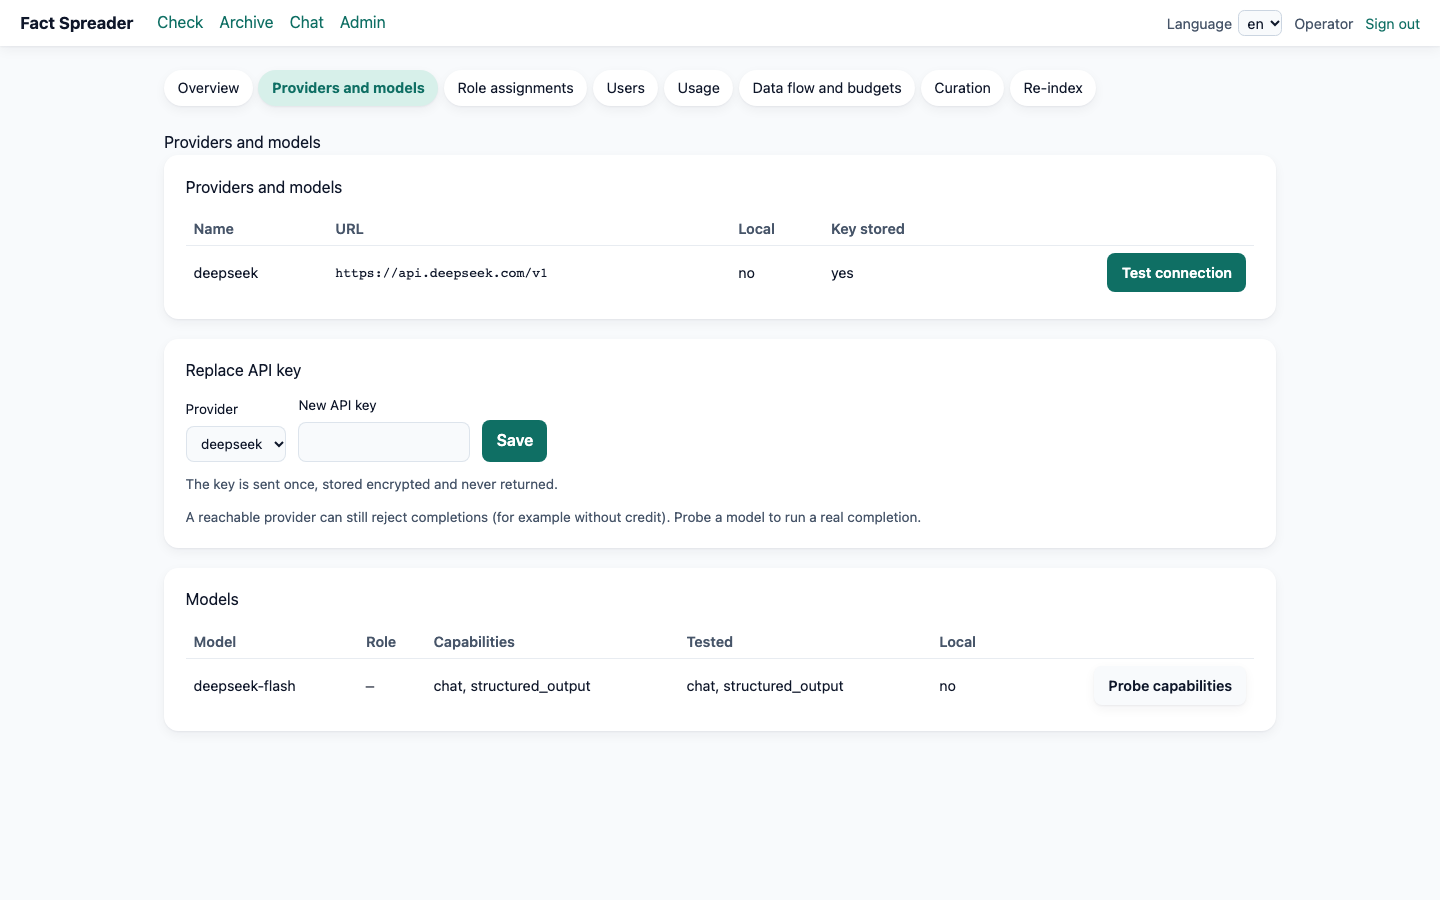 Fact Spreader Check Archive Chat Admin Language en Operator Sign out
Overview Providers and models Role assignments Users Usage Data flow and budgets Curation Re-index
Providers and models
Providers and models
Name URL Local Key stored
deepseek https://api.deepseek.com/v1 no yes Test connection
Replace API key
Provider New API key
deepseek Save
The key is sent once, stored encrypted and never returned.
A reachable provider can still reject completions (for example without credit). Probe a model to run a real completion.
Models
Model Role Capabilities Tested Local
deepseek-flash – chat, structured_output chat, structured_output no Probe capabilities